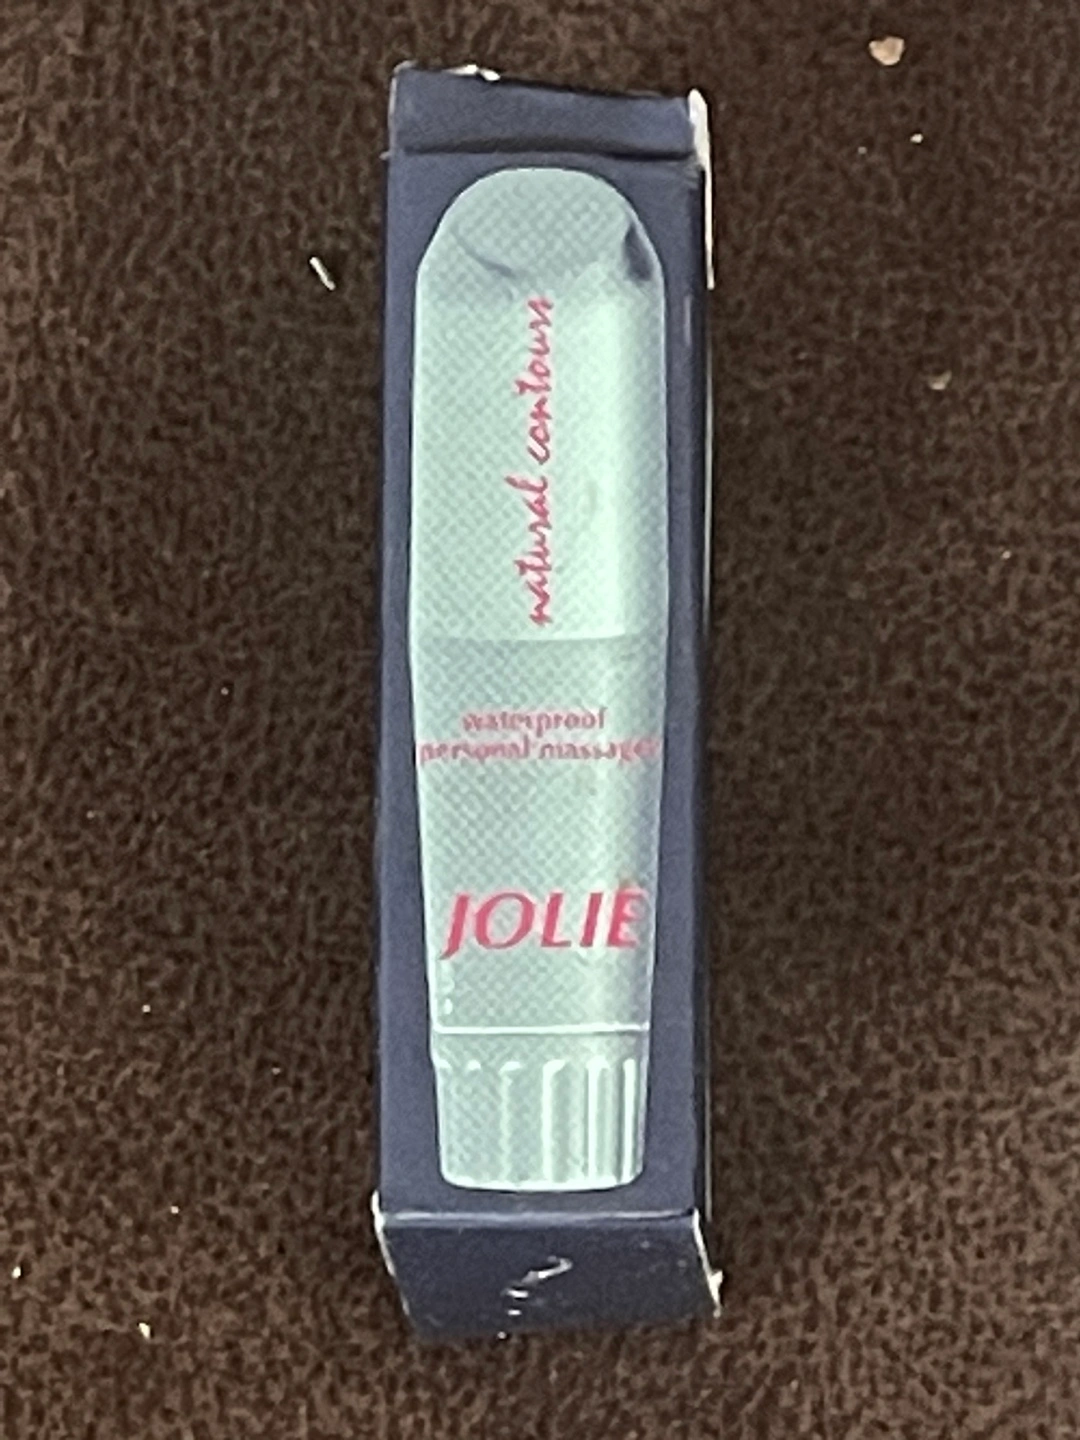 natural contours
waterproof
personal massager
JOLIE